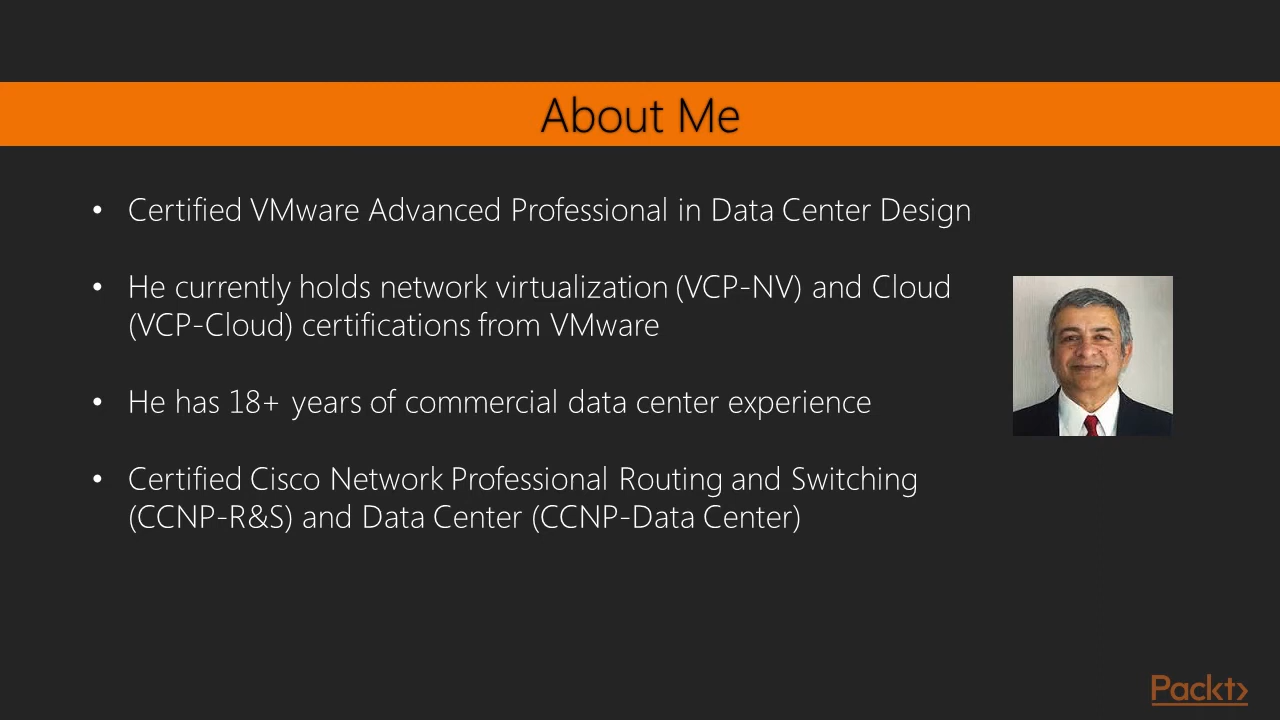 About Me
• Certified VMware Advanced Professional in Data Center Design
• He currently holds network virtualization (VCP-NV) and Cloud
(VCP-Cloud) certifications from VMware
• He has 18+ years of commercial data center experience
• Certified Cisco Network Professional Routing and Switching
(CCNP-R&S) and Data Center (CCNP-Data Center)
Packt>